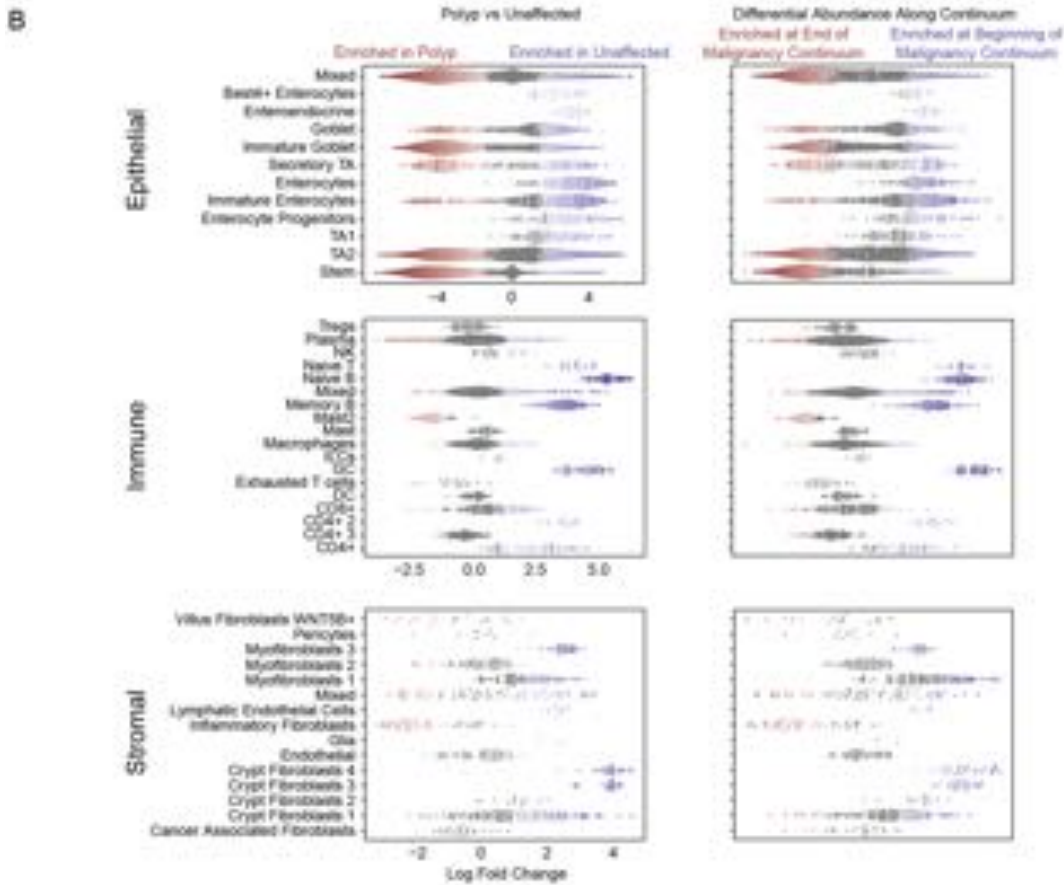 B
Polyp vs Unaffected
Differential Abundance Along Continuum
Enriched in Polyp
Enriched in Unaffected
Enriched at End of
Malignancy Continuum
Enriched at Beginning of
Malignancy Continuum
Epithelial
Mixed
Best4+ Enterocytes
Enteroendocrine
Goblet
Immature Goblet
Secretory TA
Enterocytes
Immature Enterocytes
Enterocyte Progenitors
TA1
TA2
Stem
−4 0 4
Immune
Tregs
Plasma
NK
Naive T
Naive B
Mixed
Memory B
Mast
Macrophages
ILCs
GC
Exhausted T cells
DC
CD8+
CD4+ 2
CD4+
−2.5 0.0 2.5 5.0
Stromal
Villus Fibroblasts WNT5B+
Pericytes
Myofibroblasts 3
Myofibroblasts 2
Myofibroblasts 1
Mixed
Lymphatic Endothelial Cells
Inflammatory Fibroblasts
Glia
Endothelial
Crypt Fibroblasts 4
Crypt Fibroblasts 3
Crypt Fibroblasts 2
Crypt Fibroblasts 1
Cancer Associated Fibroblasts
−2 0 2 4
Log Fold Change